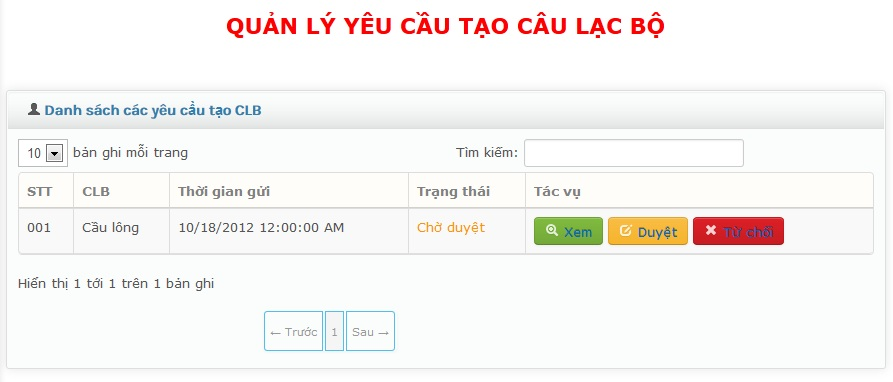 QUẢN LÝ YÊU CẦU TẠO CÂU LẠC BỘ
Danh sách các yêu cầu tạo CLB
10 bản ghi mỗi trang Tìm kiếm:
STT CLB Thời gian gửi Trạng thái Tác vụ
001 Cầu lông 10/18/2012 12:00:00 AM Chờ duyệt Xem Duyệt Từ chối
Hiển thị 1 tới 1 trên 1 bản ghi
← Trước 1 Sau →